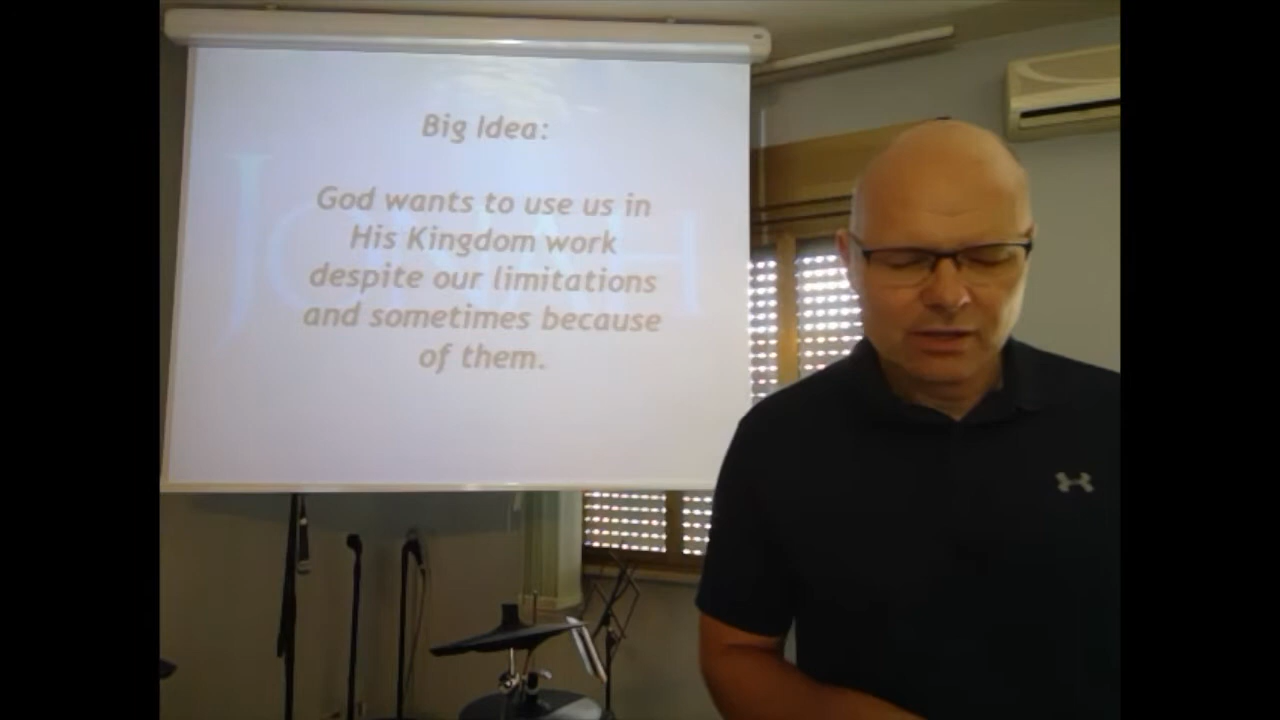 Big Idea:
God wants to use us in
His Kingdom work
despite our limitations
and sometimes because
of them.
JONAH